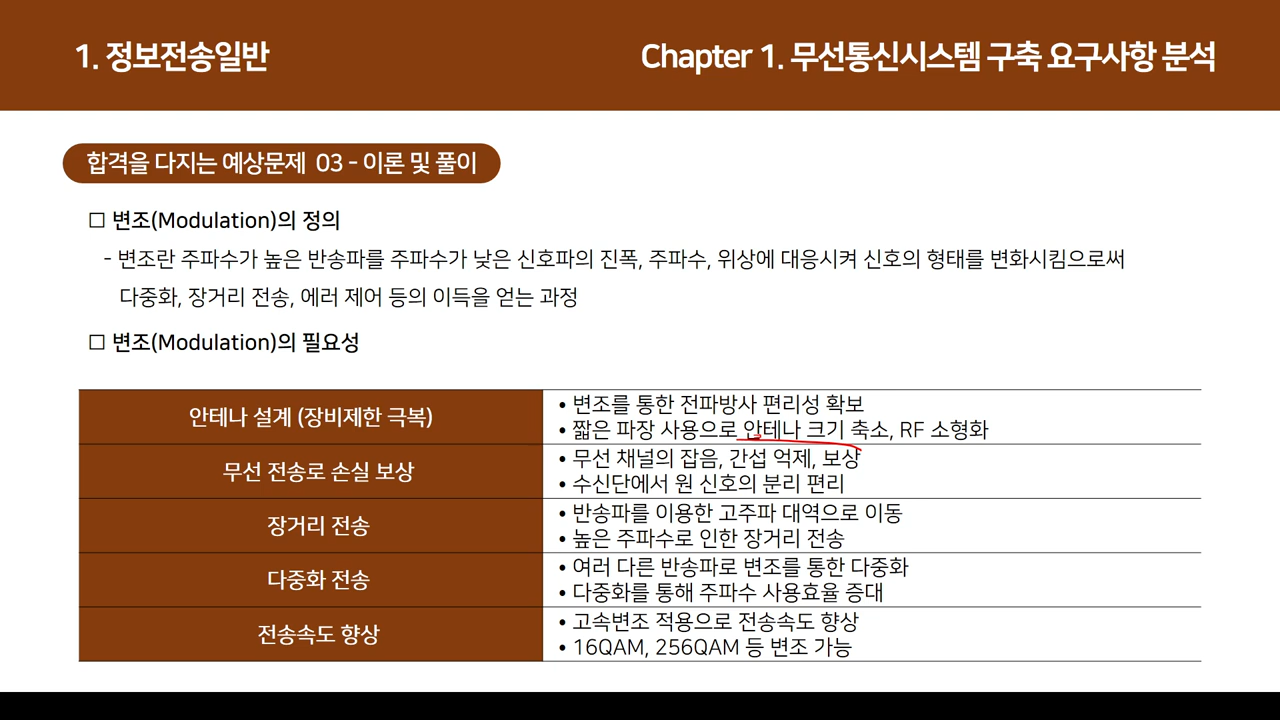 1. 정보전송일반
Chapter 1. 무선통신시스템 구축 요구사항 분석
합격을 다지는 예상문제 03 - 이론 및 풀이
□ 변조(Modulation)의 정의
- 변조란 주파수가 높은 반송파를 주파수가 낮은 신호파의 진폭, 주파수, 위상에 대응시켜 신호의 형태를 변화시킴으로써
다중화, 장거리 전송, 에러 제어 등의 이득을 얻는 과정
□ 변조(Modulation)의 필요성
안테나 설계 (장비제한 극복)
• 변조를 통한 전파방사 편리성 확보
• 짧은 파장 사용으로 안테나 크기 축소, RF 소형화
무선 전송로 손실 보상
• 무선 채널의 잡음, 간섭 억제, 보상
• 수신단에서 원 신호의 분리 편리
장거리 전송
• 반송파를 이용한 고주파 대역으로 이동
• 높은 주파수로 인한 장거리 전송
다중화 전송
• 여러 다른 반송파로 변조를 통한 다중화
• 다중화를 통해 주파수 사용효율 증대
전송속도 향상
• 고속변조 적용으로 전송속도 향상
• 16QAM, 256QAM 등 변조 가능